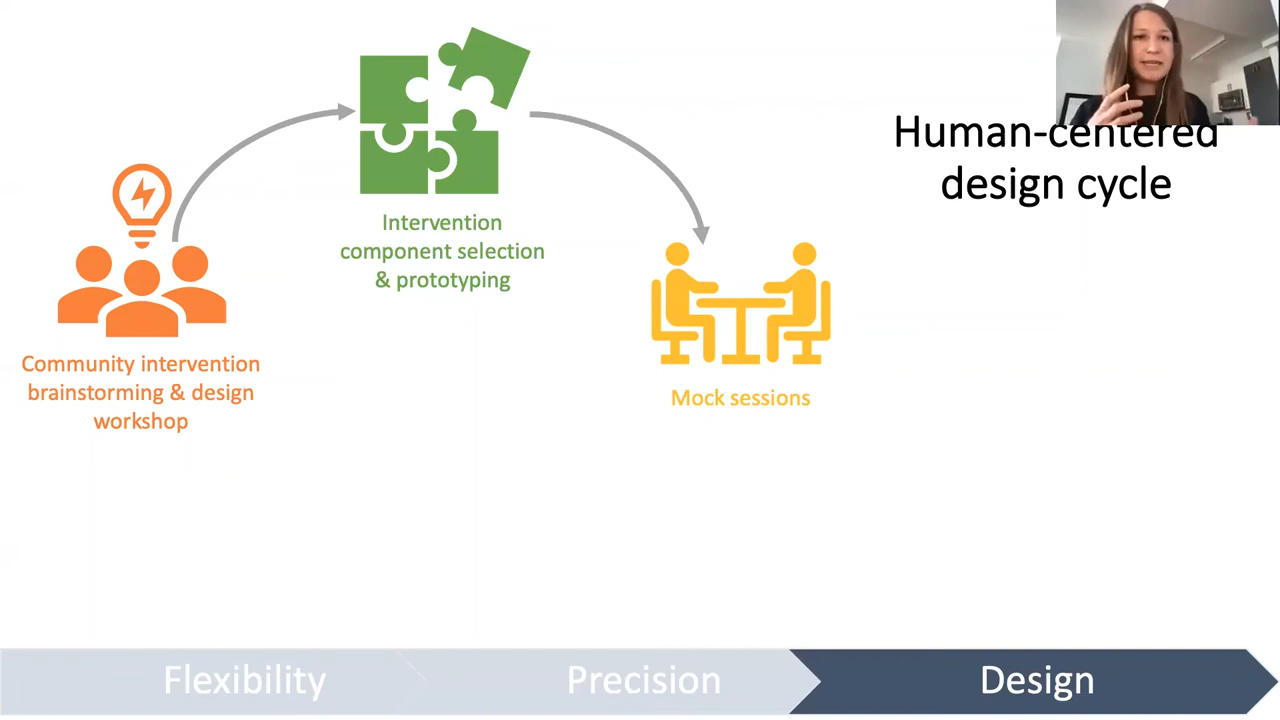 Human-centered
design cycle
Intervention
component selection
& prototyping
Community intervention
brainstorming & design
workshop
Mock sessions
Flexibility
Precision
Design